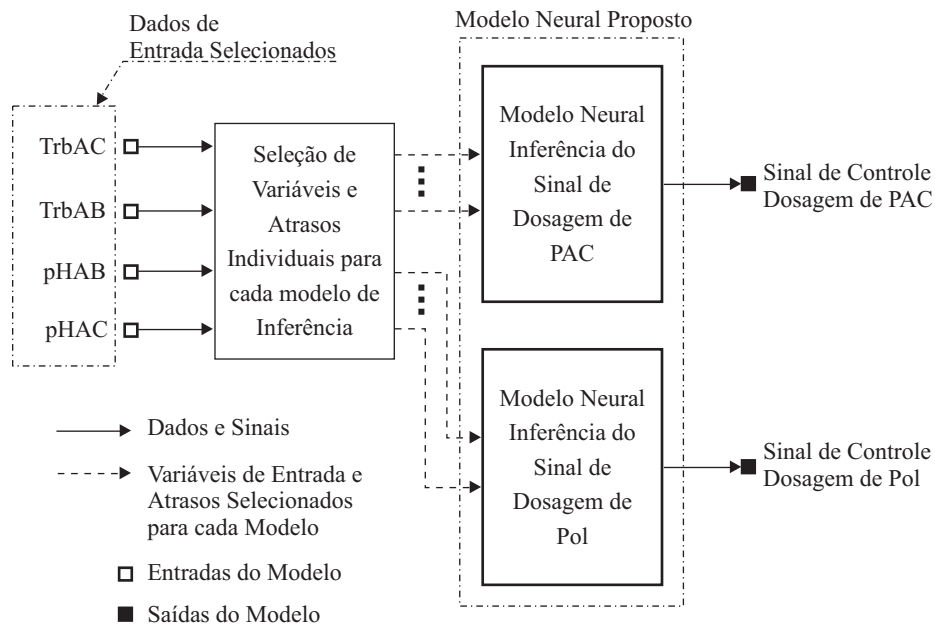 Dados de
Entrada Selecionados
Modelo Neural Proposto
TrbAC
TrbAB
pHAB
pHAC
Seleção de
Variáveis e
Atrasos
Individuais para
cada modelo de
Inferência
Modelo Neural
Inferência do
Sinal de
Dosagem de
PAC
Sinal de Controle
Dosagem de PAC
Modelo Neural
Inferência do
Sinal de
Dosagem de
Pol
Sinal de Controle
Dosagem de Pol
Dados e Sinais
Variáveis de Entrada e
Atrasos Selecionados
para cada Modelo
Entradas do Modelo
Saídas do Modelo